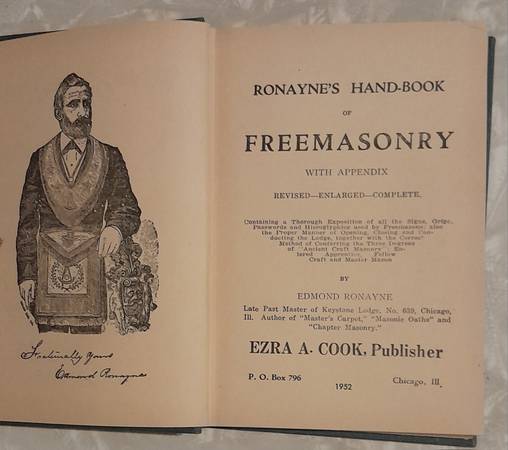 Fraternally Yours
Edmond Ronayne
RONAYNE'S HAND-BOOK
OF
FREEMASONRY
WITH APPENDIX
REVISED—ENLARGED—COMPLETE.
Containing a Thorough Exposition of all the Signs, Grips,
Passwords and Hieroglyphics used by Freemasons: also
the Proper Manner of Opening, Closing and Con-
ducting the Lodge, together with the Correct
Method of Conferring the Three Degrees
of "Ancient Craft Masonry": En-
tered Apprentice, Fellow
Craft and Master Mason
BY
EDMOND RONAYNE
Late Past Master of Keystone Lodge, No. 639, Chicago,
Ill. Author of "Master's Carpet," "Masonic Oaths" and
"Chapter Masonry."
EZRA A. COOK, Publisher
P. O. Box 796 1952 Chicago, Ill.